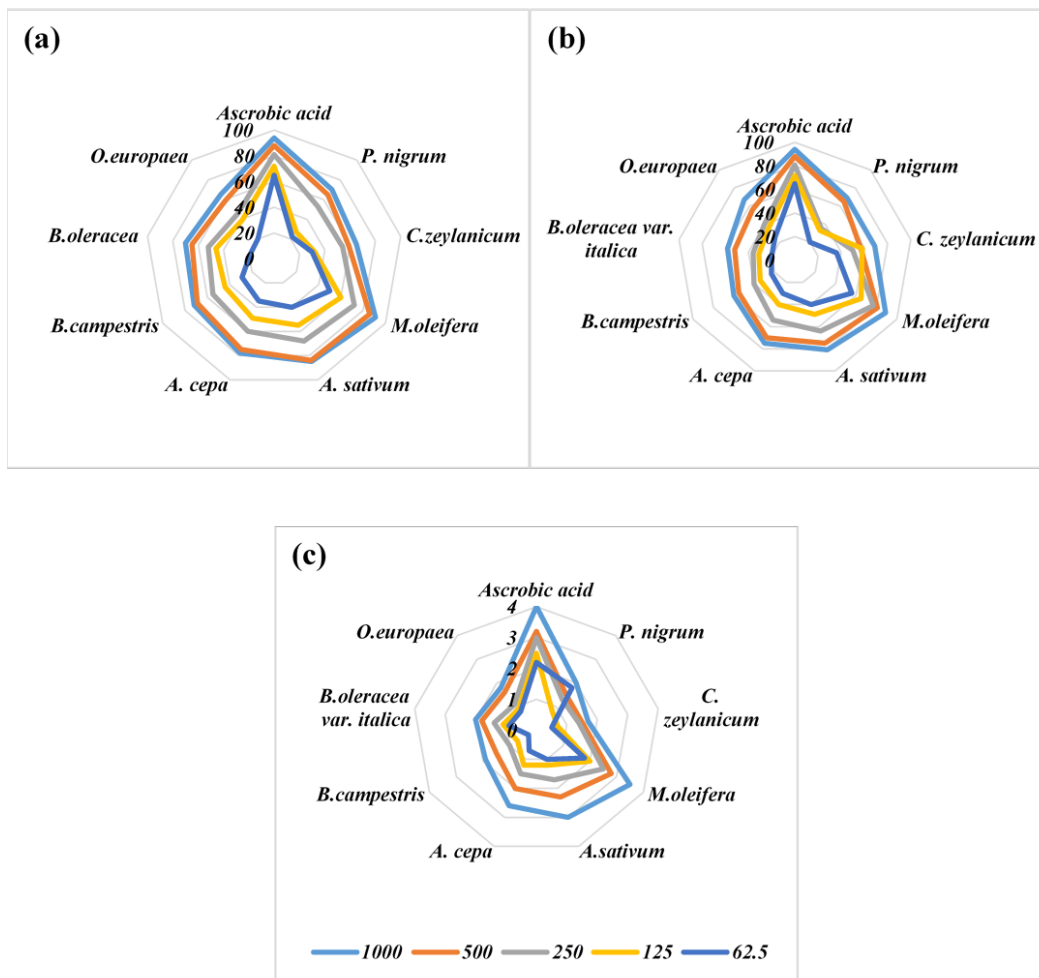 (a)
Ascrobic acid
100
80
60
40
20
0
P. nigrum
C.zeylanicum
M.oleifera
A. sativum
A. cepa
B.campestris
B.oleracea
O.europaea
(b)
Ascrobic acid
100
80
60
40
20
0
P. nigrum
C. zeylanicum
M.oleifera
A. sativum
A. cepa
B.campestris
B.oleracea var.
italica
O.europaea
(c)
Ascrobic acid
4
3
2
1
0
P. nigrum
C.
zeylanicum
M.oleifera
A.sativum
A. cepa
B.campestris
B.oleracea
var. italica
O.europaea
1000 500 250 125 62.5